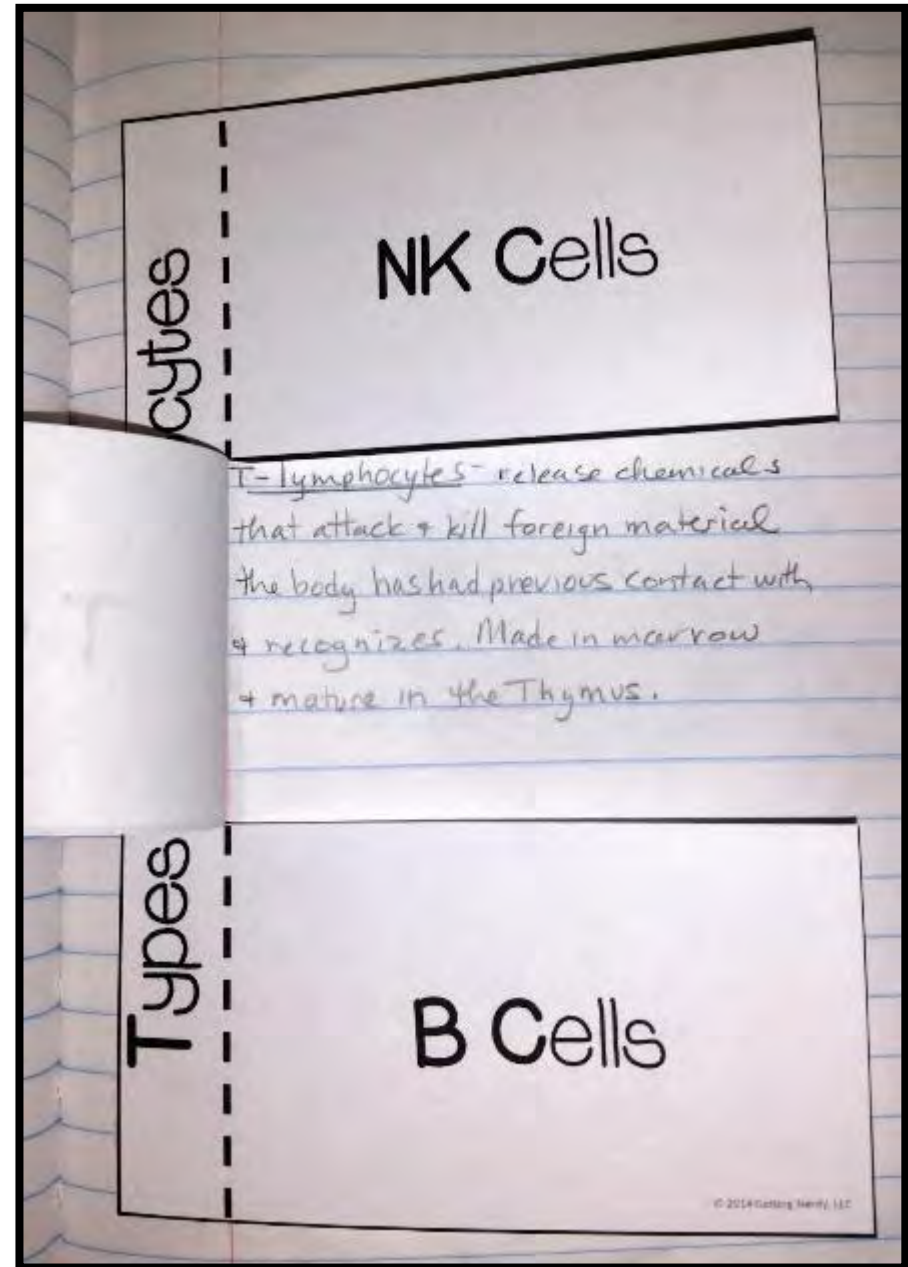 NK Cells
cytes
T-lymphocytes- release chemicals
that attack & kill foreign material
the body has had previous contact with
& recognizes. Made in marrow
& mature in the Thymus.
Types
B Cells
© 2014 Getting Nerdy, LLC